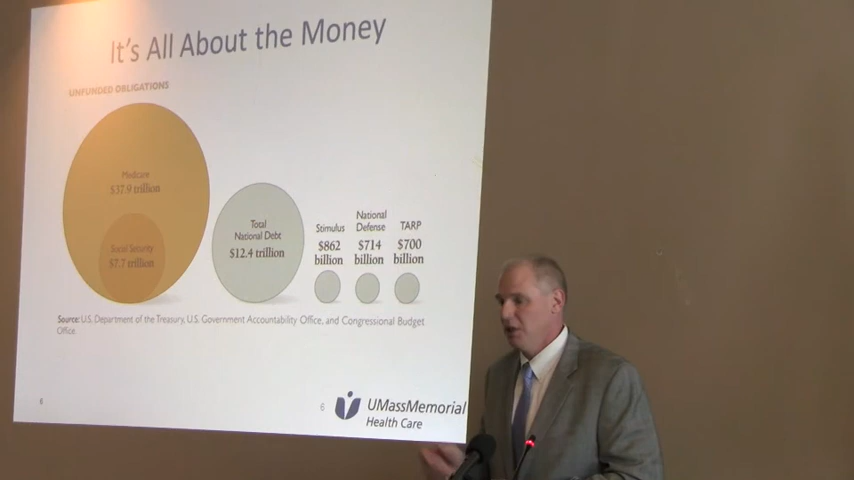 It's All About the Money
UNFUNDED OBLIGATIONS
Medicare
$37.9 trillion
Social Security
$7.7 trillion
Total
National Debt
$12.4 trillion
Stimulus
$862
billion
National
Defense
$714
billion
TARP
$700
billion
Source: U.S. Department of the Treasury, U.S. Government Accountability Office, and Congressional Budget
Office.
6
6
UMassMemorial
Health Care